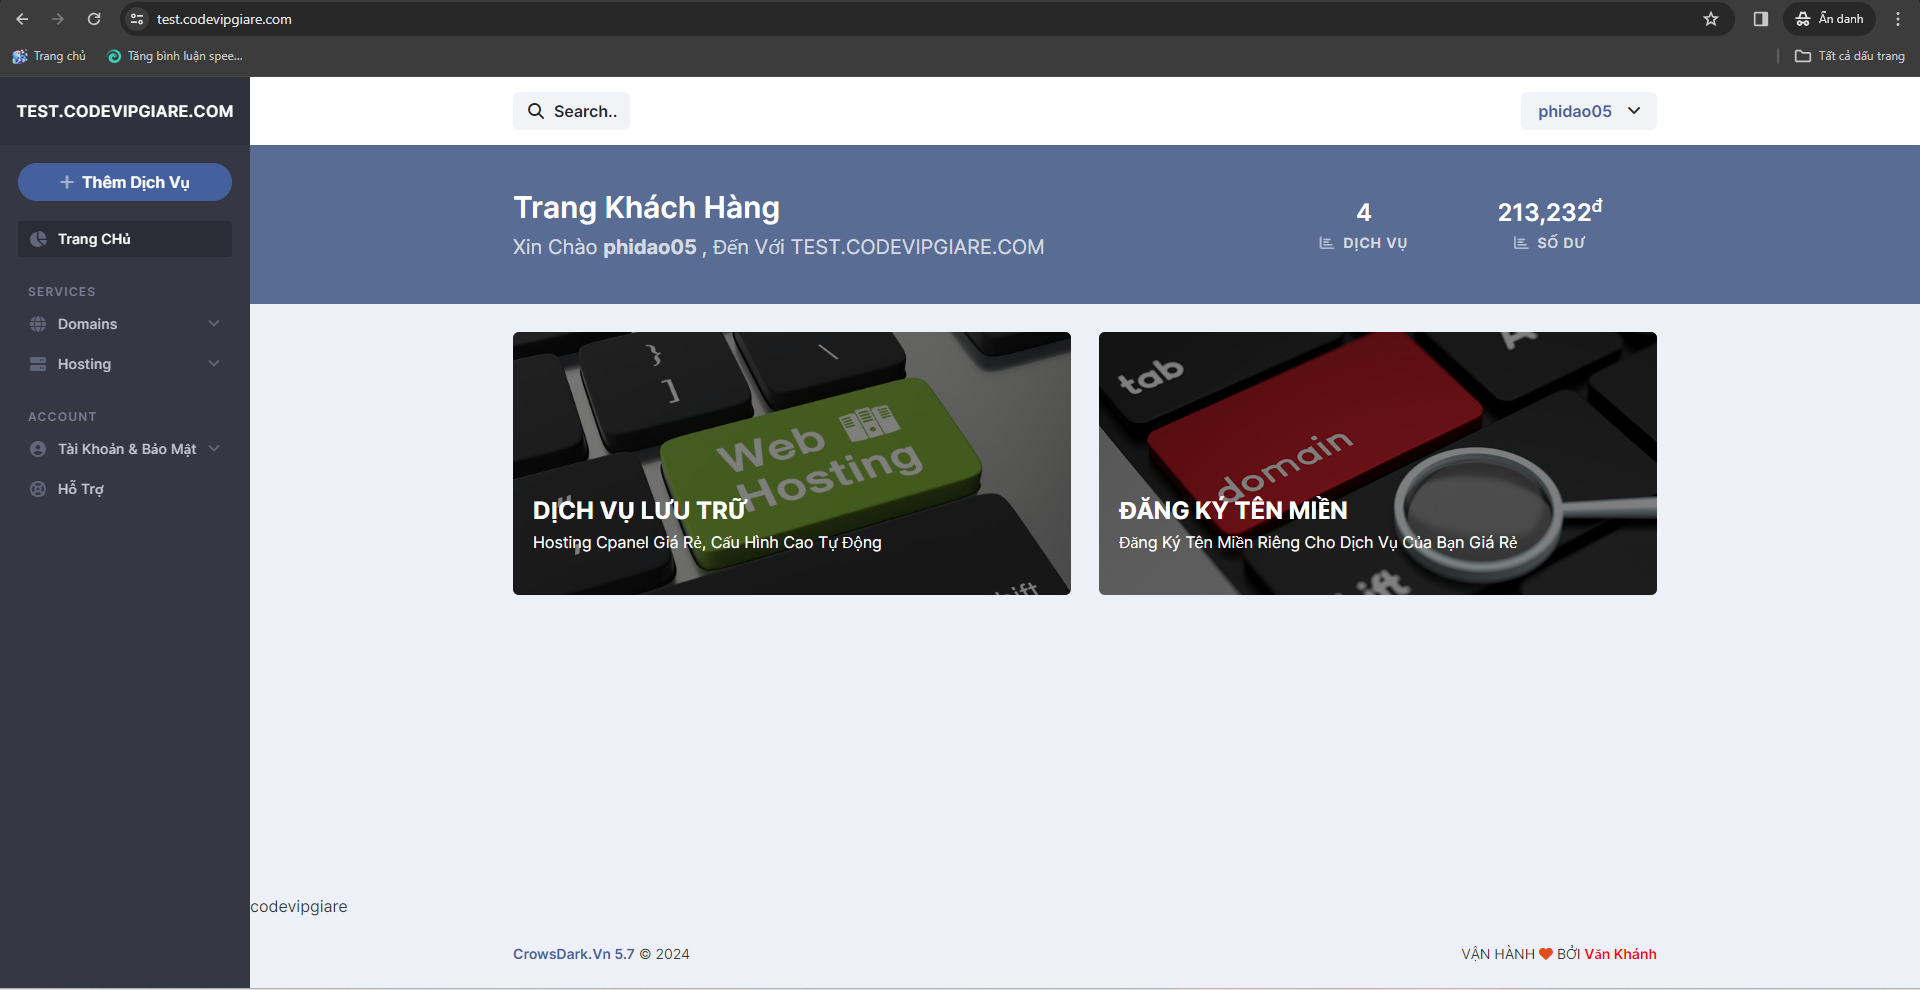 test.codevipgiare.com
Ẩn danh
Trang chủ
Tăng bình luận spee...
Tất cả dấu trang
TEST.CODEVIPGIARE.COM
Search..
phidao05
Thêm Dịch Vụ
Trang CHủ
SERVICES
Domains
Hosting
ACCOUNT
Tài Khoản & Bảo Mật
Hỗ Trợ
Trang Khách Hàng
Xin Chào phidao05 , Đến Với TEST.CODEVIPGIARE.COM
4
DỊCH VỤ
213,232đ
SỐ DƯ
}
]
\
Web
Hosting
DỊCH VỤ LƯU TRỮ
Hosting Cpanel Giá Rẻ, Cấu Hình Cao Tự Động
tab
A
domain
ĐĂNG KÝ TÊN MIỀN
Đăng Ký Tên Miền Riêng Cho Dịch Vụ Của Bạn Giá Rẻ
codevipgiare
CrowsDark.Vn 5.7 © 2024
VẬN HÀNH BỞI Văn Khánh